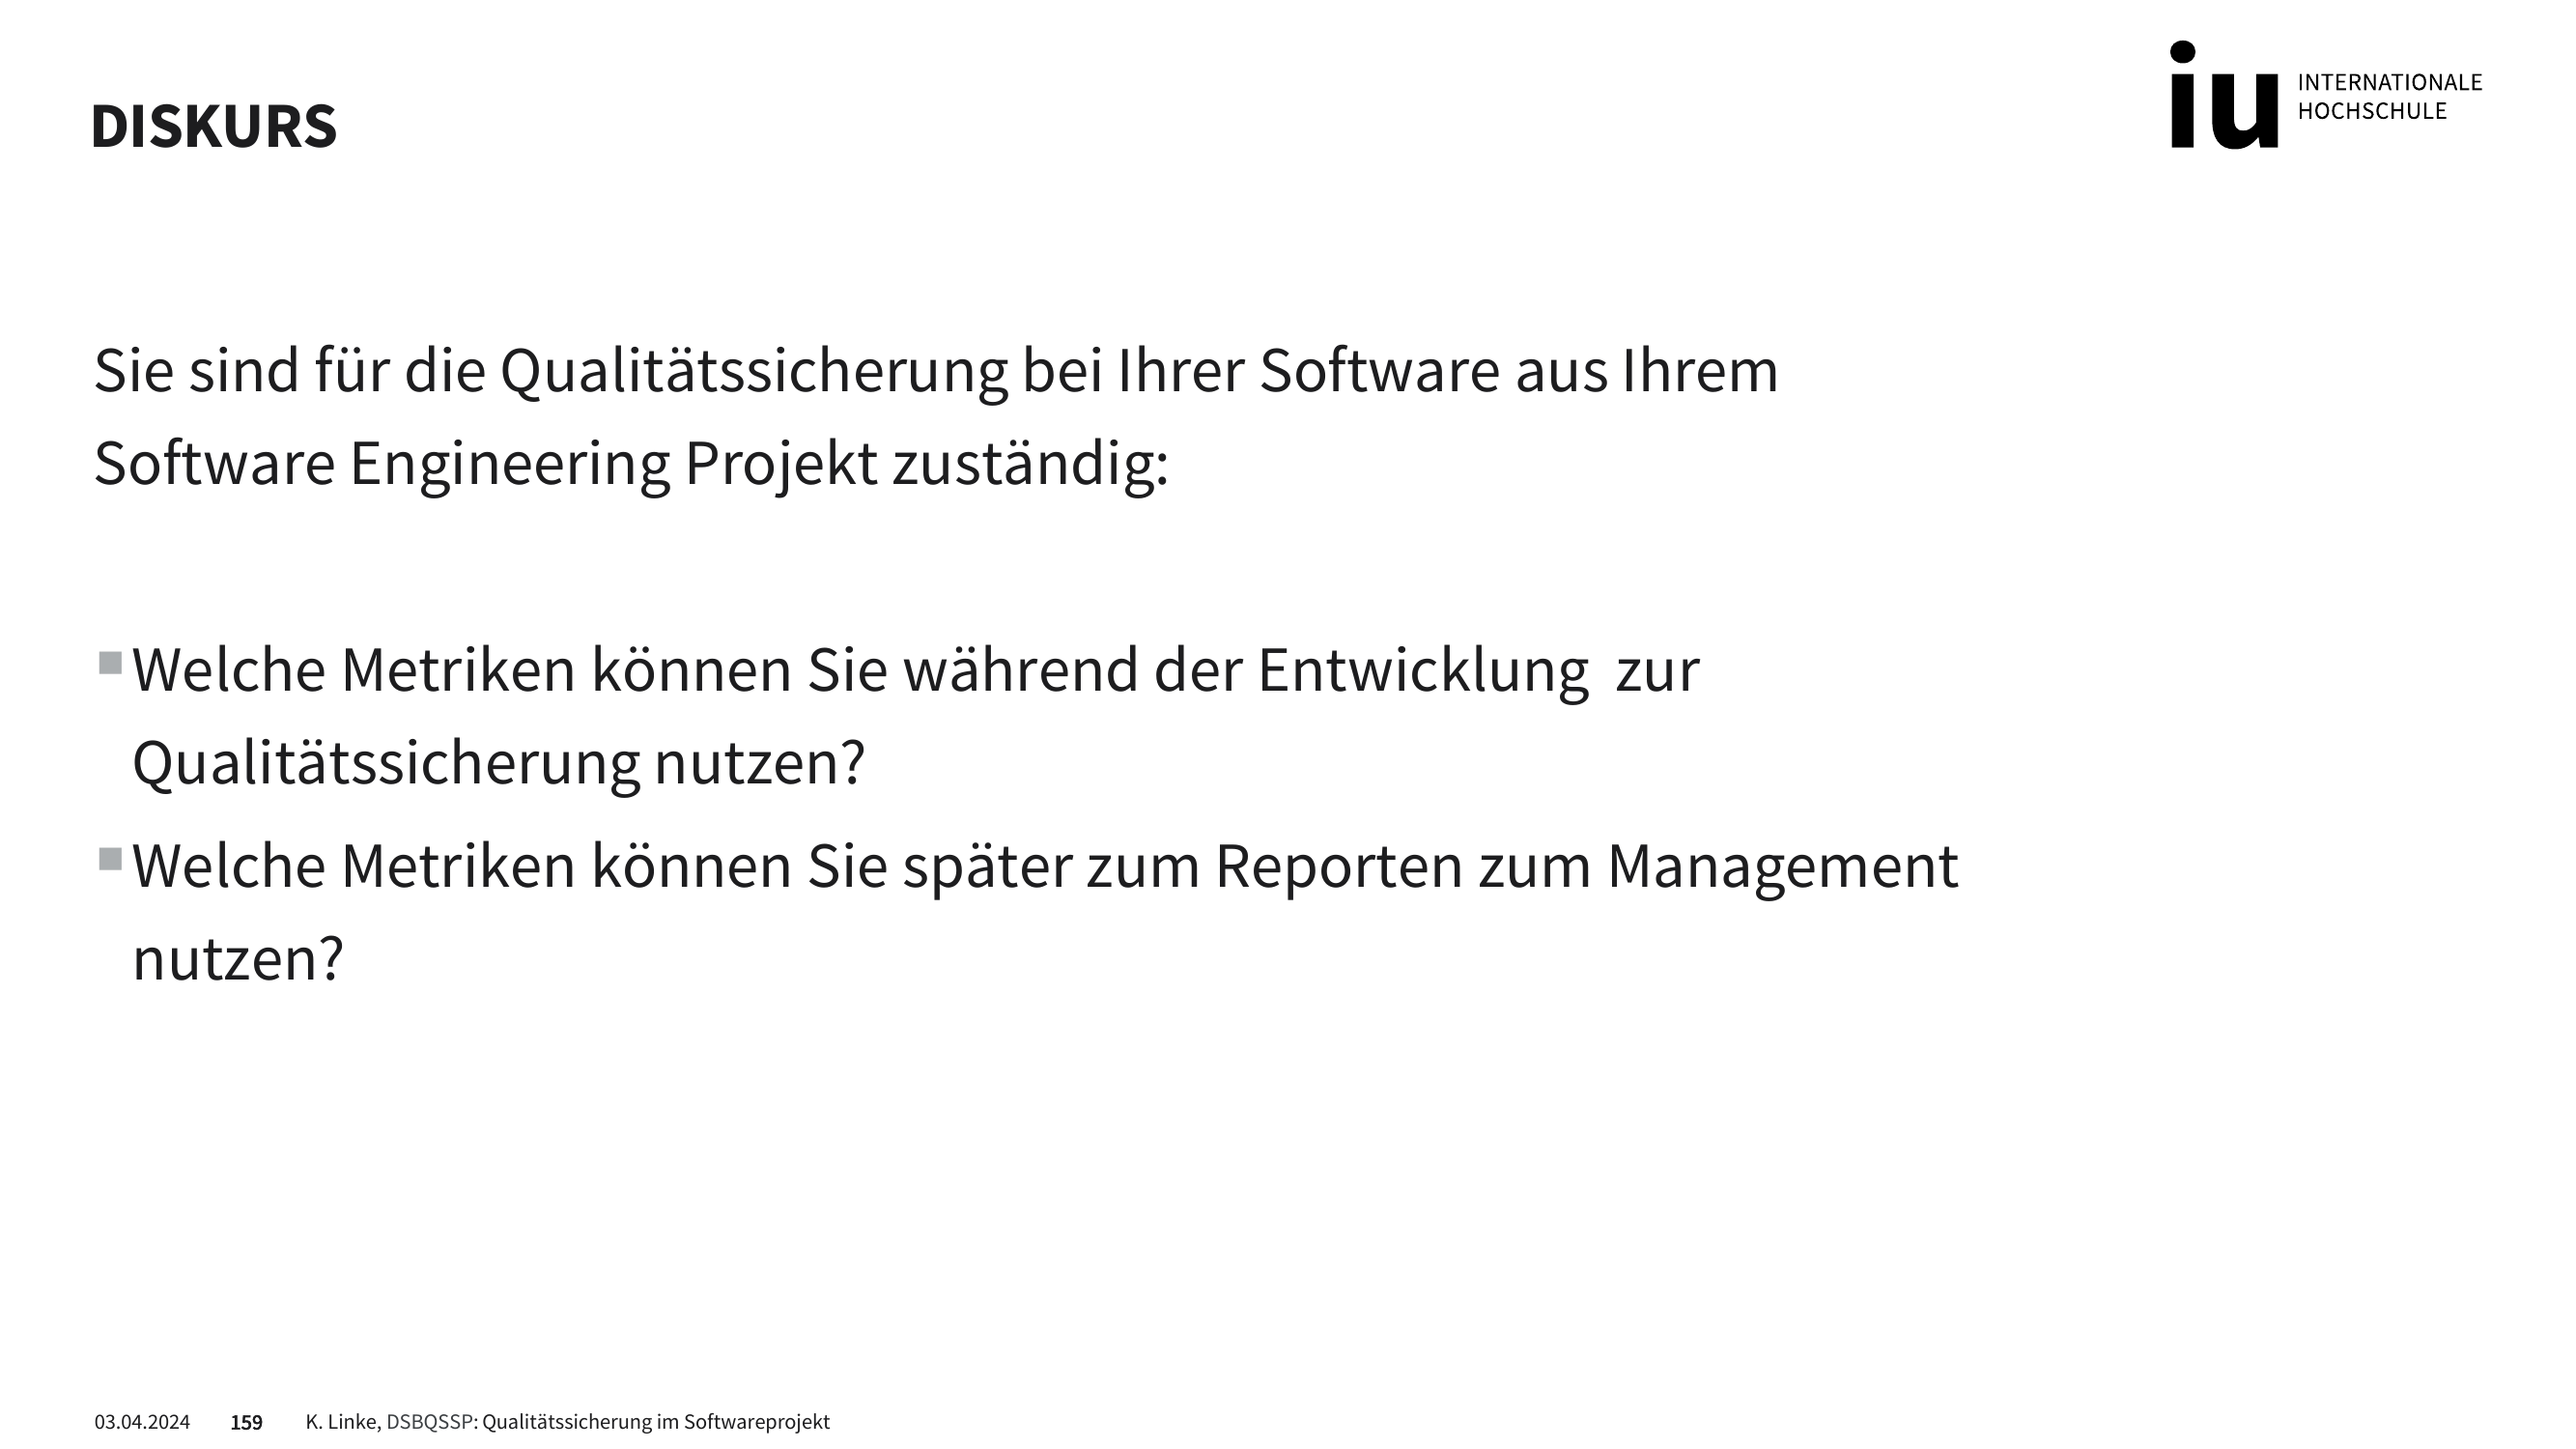 DISKURS
INTERNATIONALE
HOCHSCHULE
iu
Sie sind für die Qualitätssicherung bei Ihrer Software aus Ihrem
Software Engineering Projekt zuständig:
Welche Metriken können Sie während der Entwicklung  zur
Qualitätssicherung nutzen?
Welche Metriken können Sie später zum Reporten zum Management
nutzen?
03.04.2024 159 K. Linke, DSBQSSP: Qualitätssicherung im Softwareprojekt